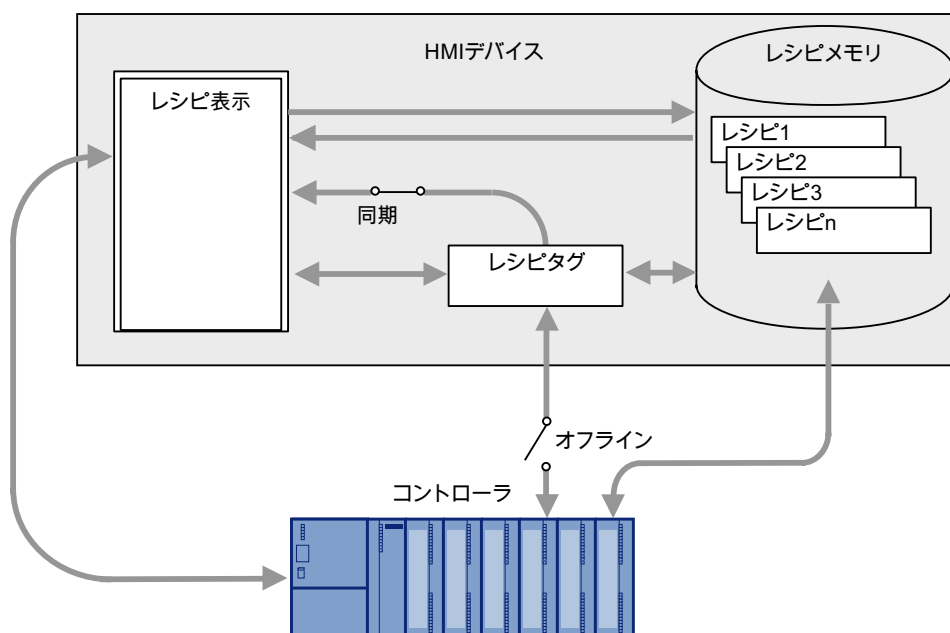 HMIデバイス
レシピメモリ
レシピ表示
レシピ1
レシピ2
レシピ3
レシピn
同期
レシピタグ
オフライン
コントローラ